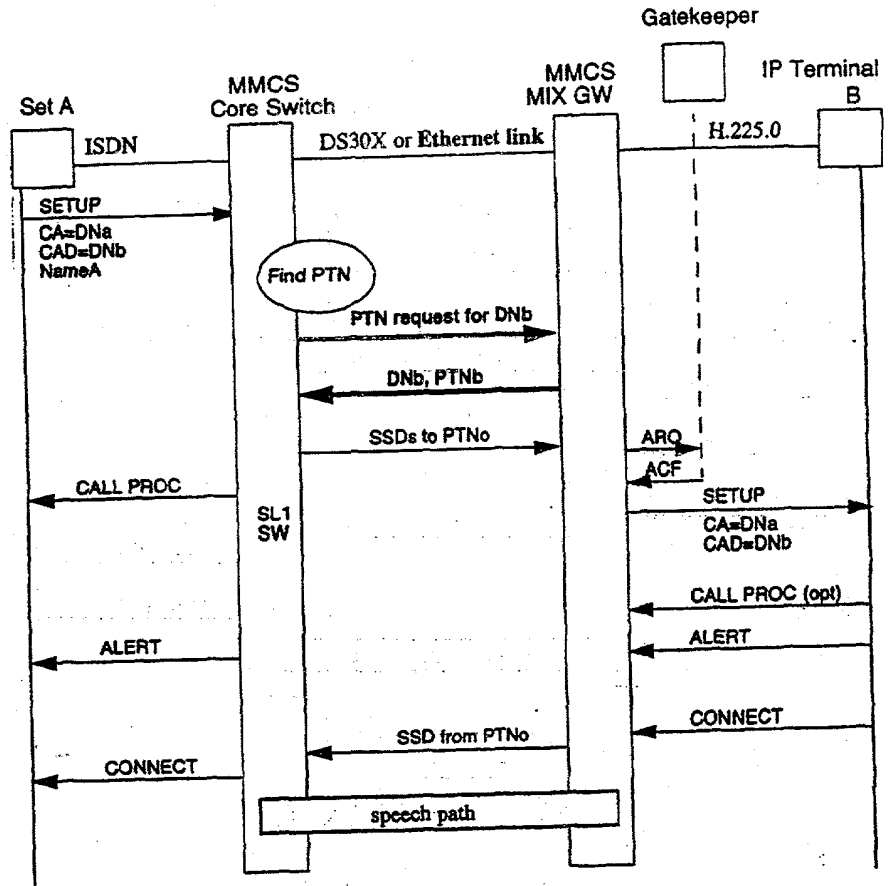 Gatekeeper
MMCS
MIX GW
IP Terminal
B
MMCS
Core Switch
Set A
ISDN
DS30X or Ethernet link
H.225.0
SETUP
CA=DNa
CAD=DNb
NameA
Find PTN
PTN request for DNb
DNb, PTNb
SSDs to PTNo
ARQ
ACF
CALL PROC
SL1
SW
SETUP
CA=DNa
CAD=DNb
CALL PROC (opt)
ALERT
ALERT
CONNECT
SSD from PTNo
CONNECT
speech path